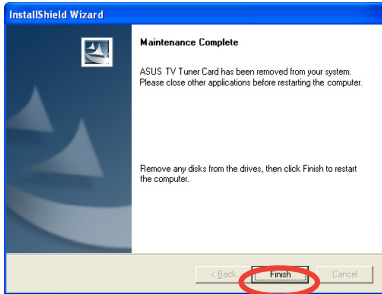 InstallShield Wizard
Maintenance Complete
ASUS TV Tuner Card has been removed from your system.
Please close other applications before restarting the computer.
Remove any disks from the drives, then click Finish to restart
the computer.
< Back
Finish
Cancel